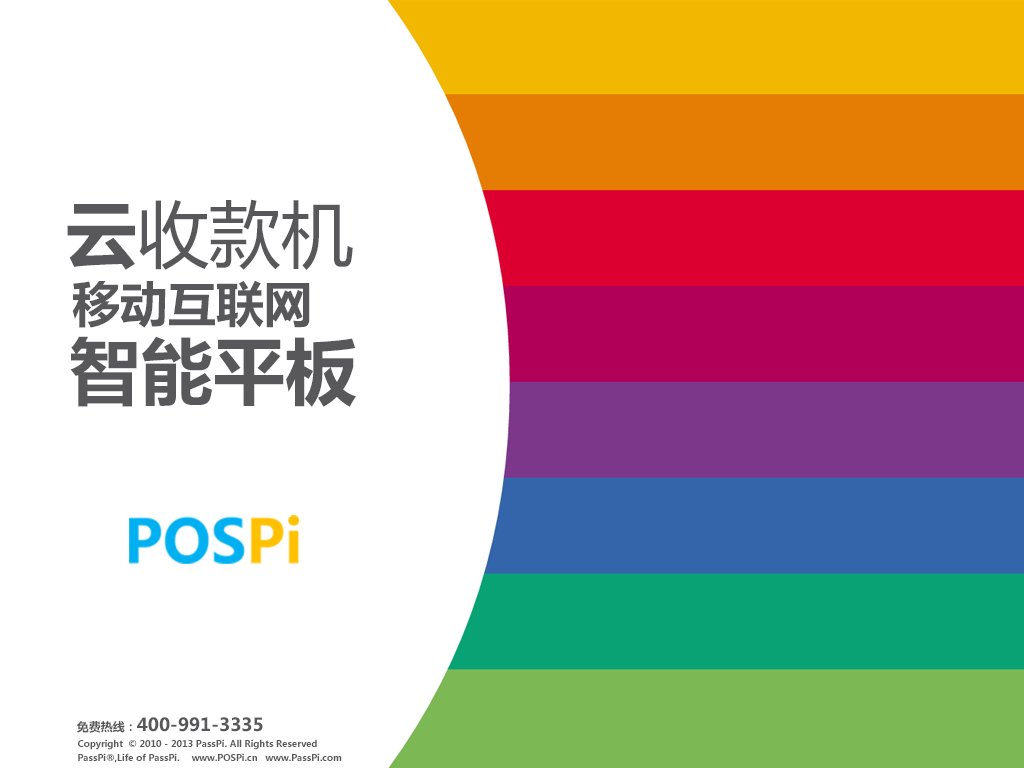 云收款机
移动互联网
智能平板
POSPi
免费热线：400-991-3335
Copyright © 2010 - 2013 PassPi. All Rights Reserved
PassPi®,Life of PassPi. www.POSPi.cn www.PassPi.com